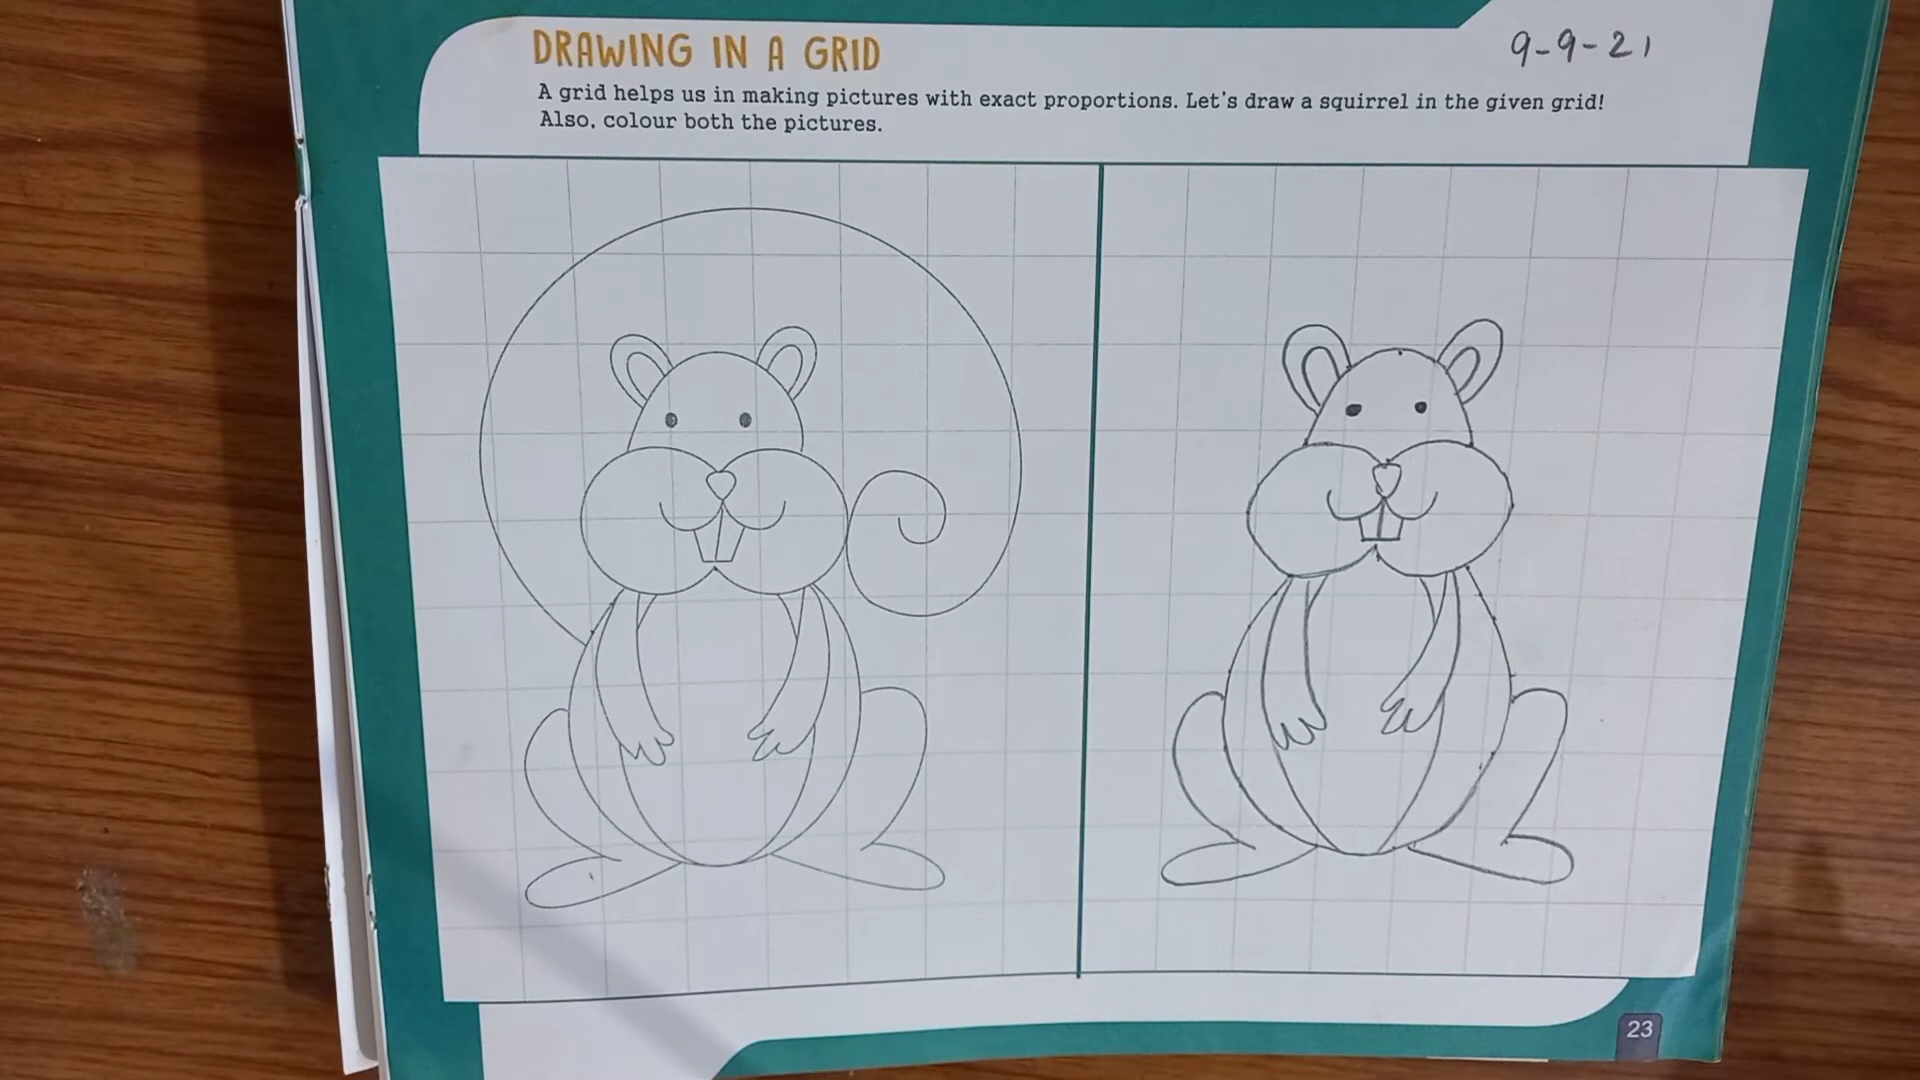 DRAWING IN A GRID
9-9-21
A grid helps us in making pictures with exact proportions. Let's draw a squirrel in the given grid!
Also, colour both the pictures.
23